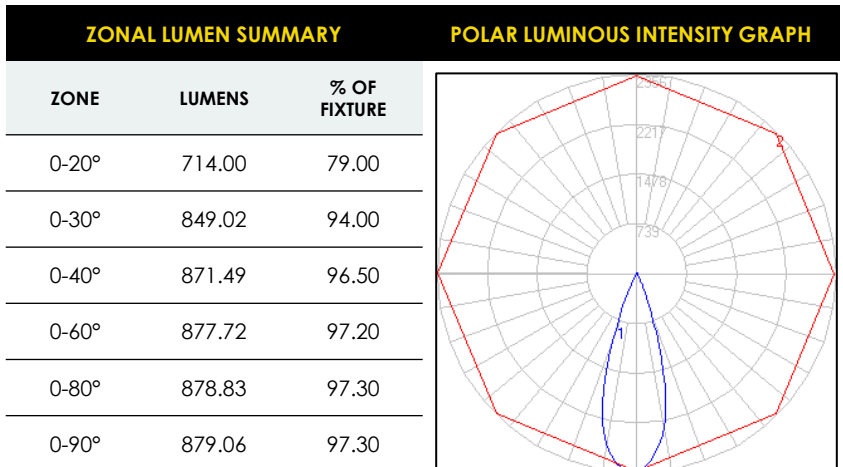 ZONAL LUMEN SUMMARY
POLAR LUMINOUS INTENSITY GRAPH
ZONE LUMENS % OF FIXTURE
0-20° 714.00 79.00
0-30° 849.02 94.00
0-40° 871.49 96.50
0-60° 877.72 97.20
0-80° 878.83 97.30
0-90° 879.06 97.30
2217
1478
739
2
1